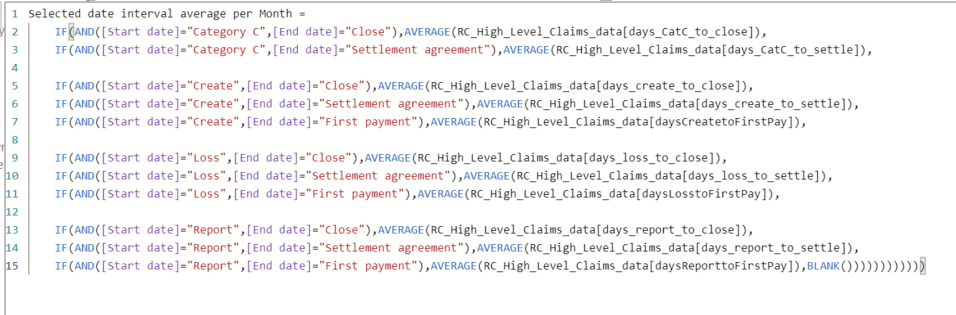 1 Selected date interval average per Month =
2 IF(AND([Start date]="Category C",[End date]="Close"),AVERAGE(RC_High_Level_Claims_data[days_CatC_to_close]),
3 IF(AND([Start date]="Category C",[End date]="Settlement agreement"),AVERAGE(RC_High_Level_Claims_data[days_CatC_to_settle]),
4
5 IF(AND([Start date]="Create",[End date]="Close"),AVERAGE(RC_High_Level_Claims_data[days_create_to_close]),
6 IF(AND([Start date]="Create",[End date]="Settlement agreement"),AVERAGE(RC_High_Level_Claims_data[days_create_to_settle]),
7 IF(AND([Start date]="Create",[End date]="First payment"),AVERAGE(RC_High_Level_Claims_data[daysCreatetoFirstPay]),
8
9 IF(AND([Start date]="Loss",[End date]="Close"),AVERAGE(RC_High_Level_Claims_data[days_loss_to_close]),
10 IF(AND([Start date]="Loss",[End date]="Settlement agreement"),AVERAGE(RC_High_Level_Claims_data[days_loss_to_settle]),
11 IF(AND([Start date]="Loss",[End date]="First payment"),AVERAGE(RC_High_Level_Claims_data[daysLosstoFirstPay]),
12
13 IF(AND([Start date]="Report",[End date]="Close"),AVERAGE(RC_High_Level_Claims_data[days_report_to_close]),
14 IF(AND([Start date]="Report",[End date]="Settlement agreement"),AVERAGE(RC_High_Level_Claims_data[days_report_to_settle]),
15 IF(AND([Start date]="Report",[End date]="First payment"),AVERAGE(RC_High_Level_Claims_data[daysReporttoFirstPay]),BLANK())))))))))))